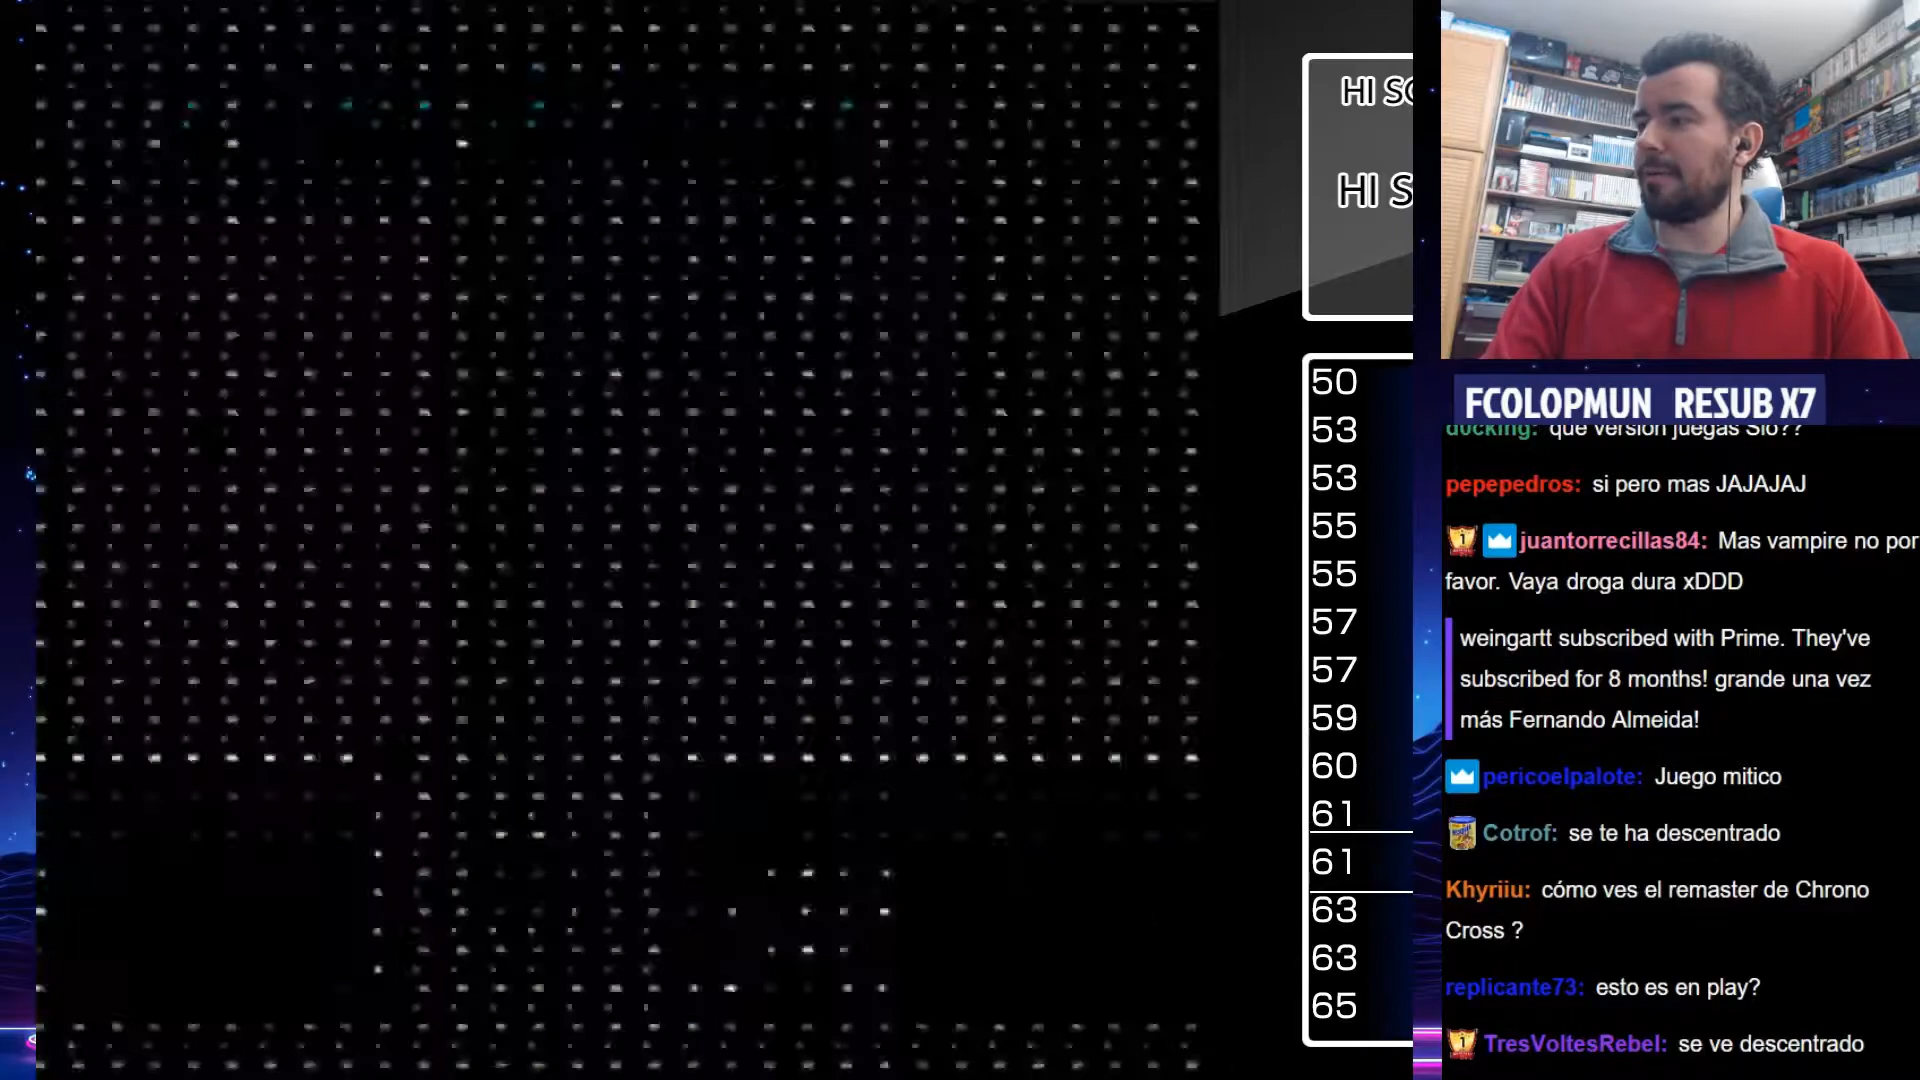 HI SC
HI S
50
53
53
55
55
57
57
59
60
61
61
63
63
65
FCOLOPMUN RESUB X7
d0cking: que version juegas Slo??
pepepedros: si pero mas JAJAJAJ
juantorrecillas84: Mas vampire no por
favor. Vaya droga dura xDDD
weingartt subscribed with Prime. They've
subscribed for 8 months! grande una vez
más Fernando Almeida!
pericoelpalote: Juego mitico
Cotrof: se te ha descentrado
Khyriiu: cómo ves el remaster de Chrono
Cross ?
replicante73: esto es en play?
TresVoltesRebel: se ve descentrado